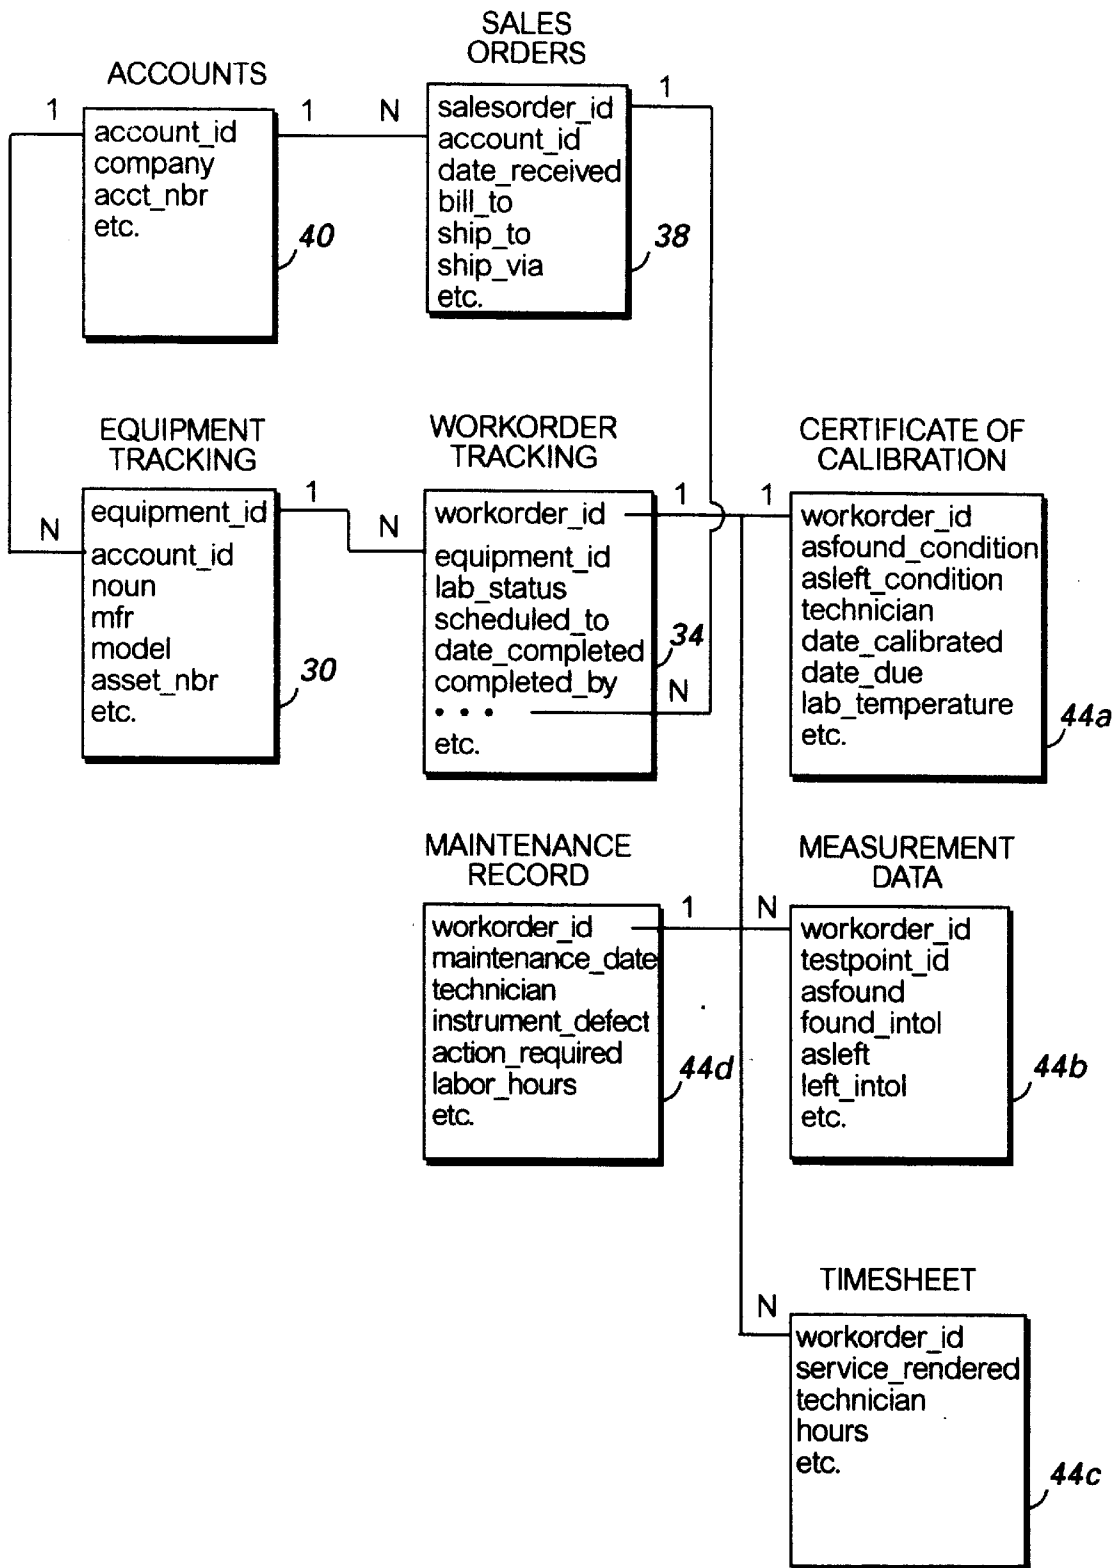 SALES
ORDERS
ACCOUNTS
1
1
N
1
account_id
company
acct_nbr
etc.
40
salesorder_id
account_id
date_received
bill_to
ship_to
ship_via
etc.
38
EQUIPMENT
TRACKING
WORKORDER
TRACKING
CERTIFICATE OF
CALIBRATION
N
1
N
1
1
equipment_id
account_id
noun
mfr
model
asset_nbr
etc.
30
workorder_id
equipment_id
lab_status
scheduled_to
date_completed
completed_by
• • •
etc.
34
N
workorder_id
asfound_condition
asleft_condition
technician
date_calibrated
date_due
lab_temperature
etc.
44a
MAINTENANCE
RECORD
MEASUREMENT
DATA
1
N
workorder_id
maintenance_date
technician
instrument_defect
action_required
labor_hours
etc.
44d
workorder_id
testpoint_id
asfound
found_intol
asleft
left_intol
etc.
44b
TIMESHEET
N
workorder_id
service_rendered
technician
hours
etc.
44c